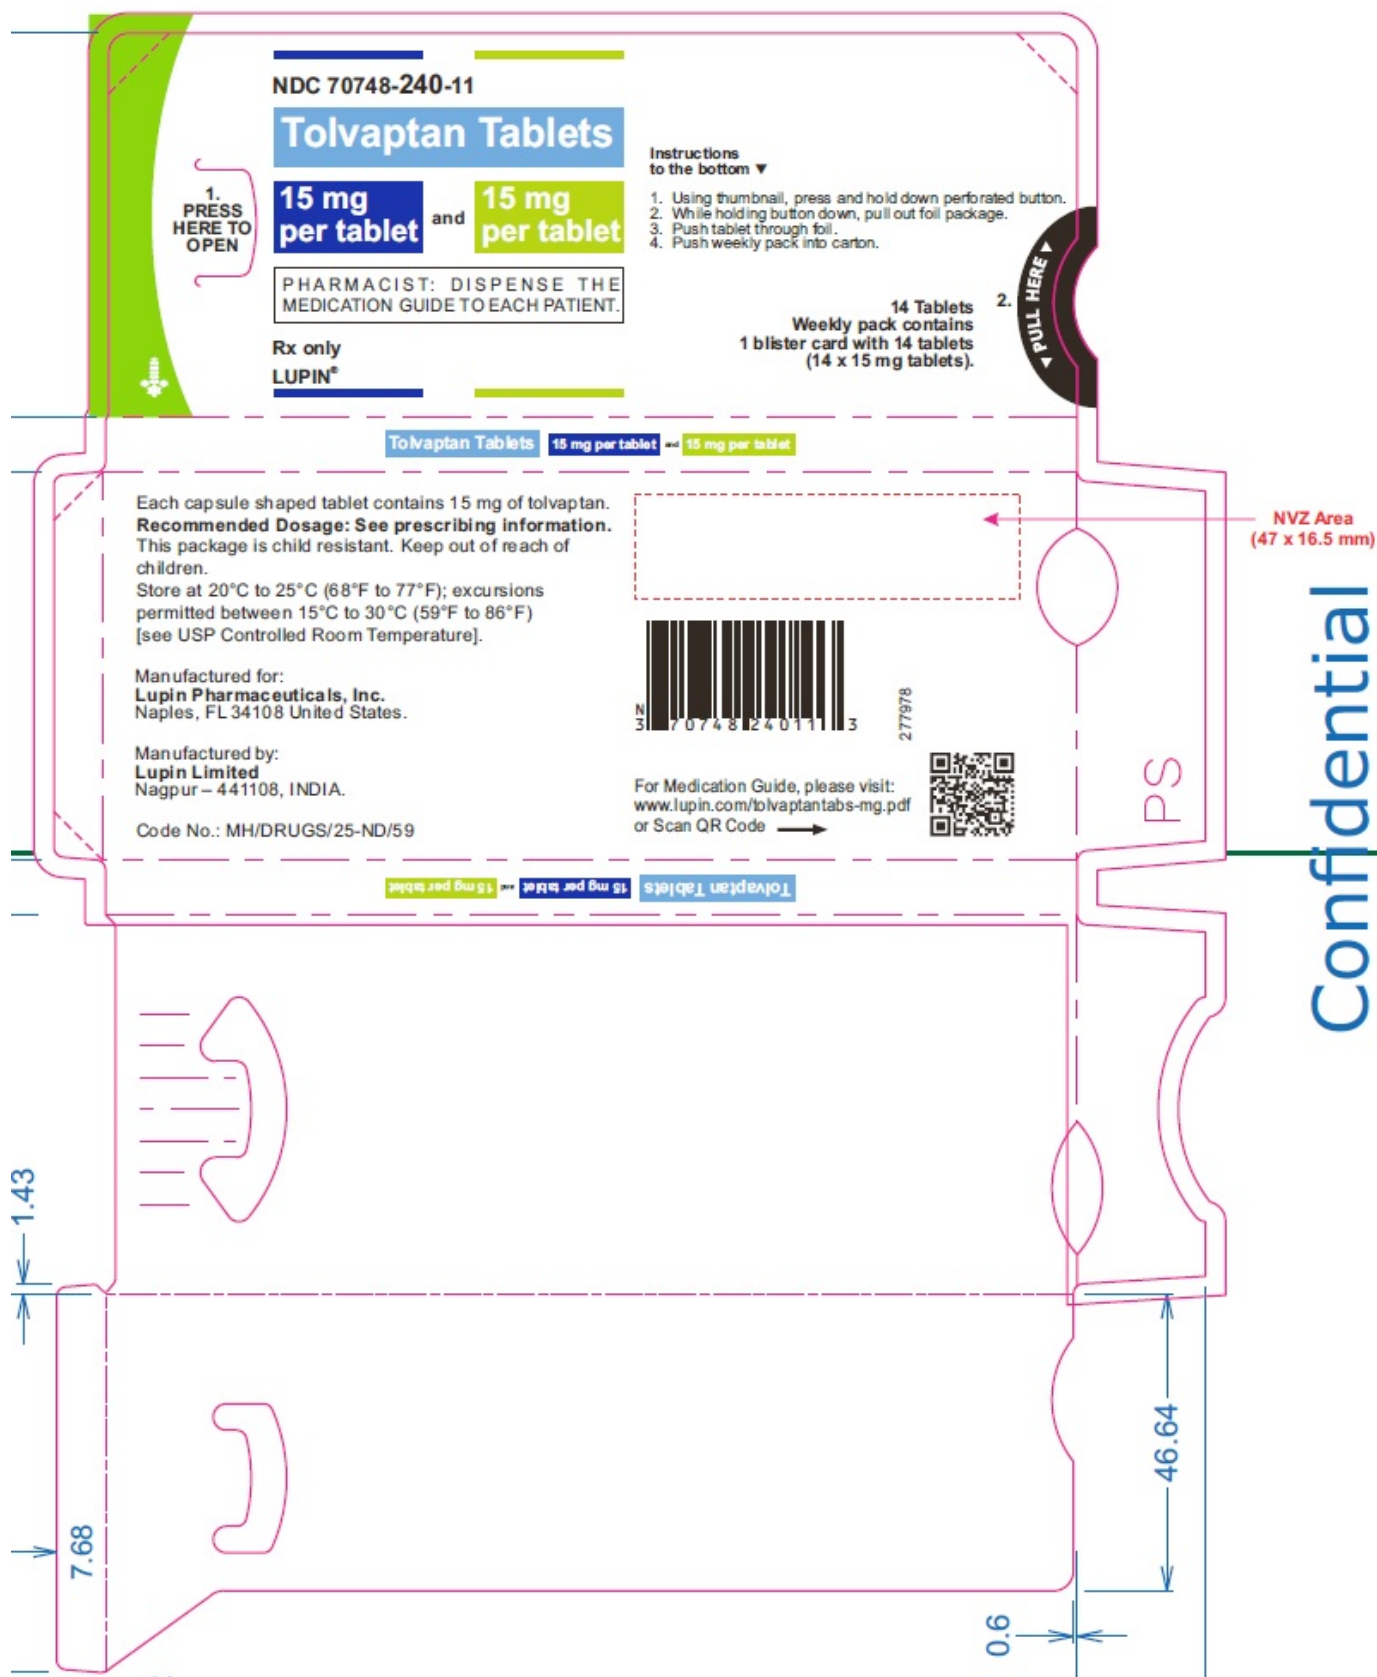 NDC 70748-240-11
Tolvaptan Tablets
15 mg
per tablet
and
15 mg
per tablet
1.
PRESS
HERE TO
OPEN
PHARMACIST: DISPENSE THE
MEDICATION GUIDE TO EACH PATIENT.
Rx only
LUPIN®
Instructions
to the bottom ▼
1. Using thumbnail, press and hold down perforated button.
2. While holding button down, pull out foil package.
3. Push tablet through foil.
4. Push weekly pack into carton.
14 Tablets
Weekly pack contains
1 blister card with 14 tablets
(14 x 15 mg tablets).
2.
◄ PULL HERE ►
Tolvaptan Tablets 15 mg per tablet and 15 mg per tablet
Each capsule shaped tablet contains 15 mg of tolvaptan.
Recommended Dosage: See prescribing information.
This package is child resistant. Keep out of reach of
children.
Store at 20°C to 25°C (68°F to 77°F); excursions
permitted between 15°C to 30°C (59°F to 86°F)
[see USP Controlled Room Temperature].
Manufactured for:
Lupin Pharmaceuticals, Inc.
Naples, FL 34108 United States.
Manufactured by:
Lupin Limited
Nagpur – 441108, INDIA.
Code No.: MH/DRUGS/25-ND/59
NVZ Area
(47 x 16.5 mm)
N
3 70748 24011 3
277978
For Medication Guide, please visit:
www.lupin.com/tolvaptantabs-mg.pdf
or Scan QR Code
PS
Confidential
Tolvaptan Tablets 15 mg per tablet and 15 mg per tablet
1.43
7.68
46.64
0.6